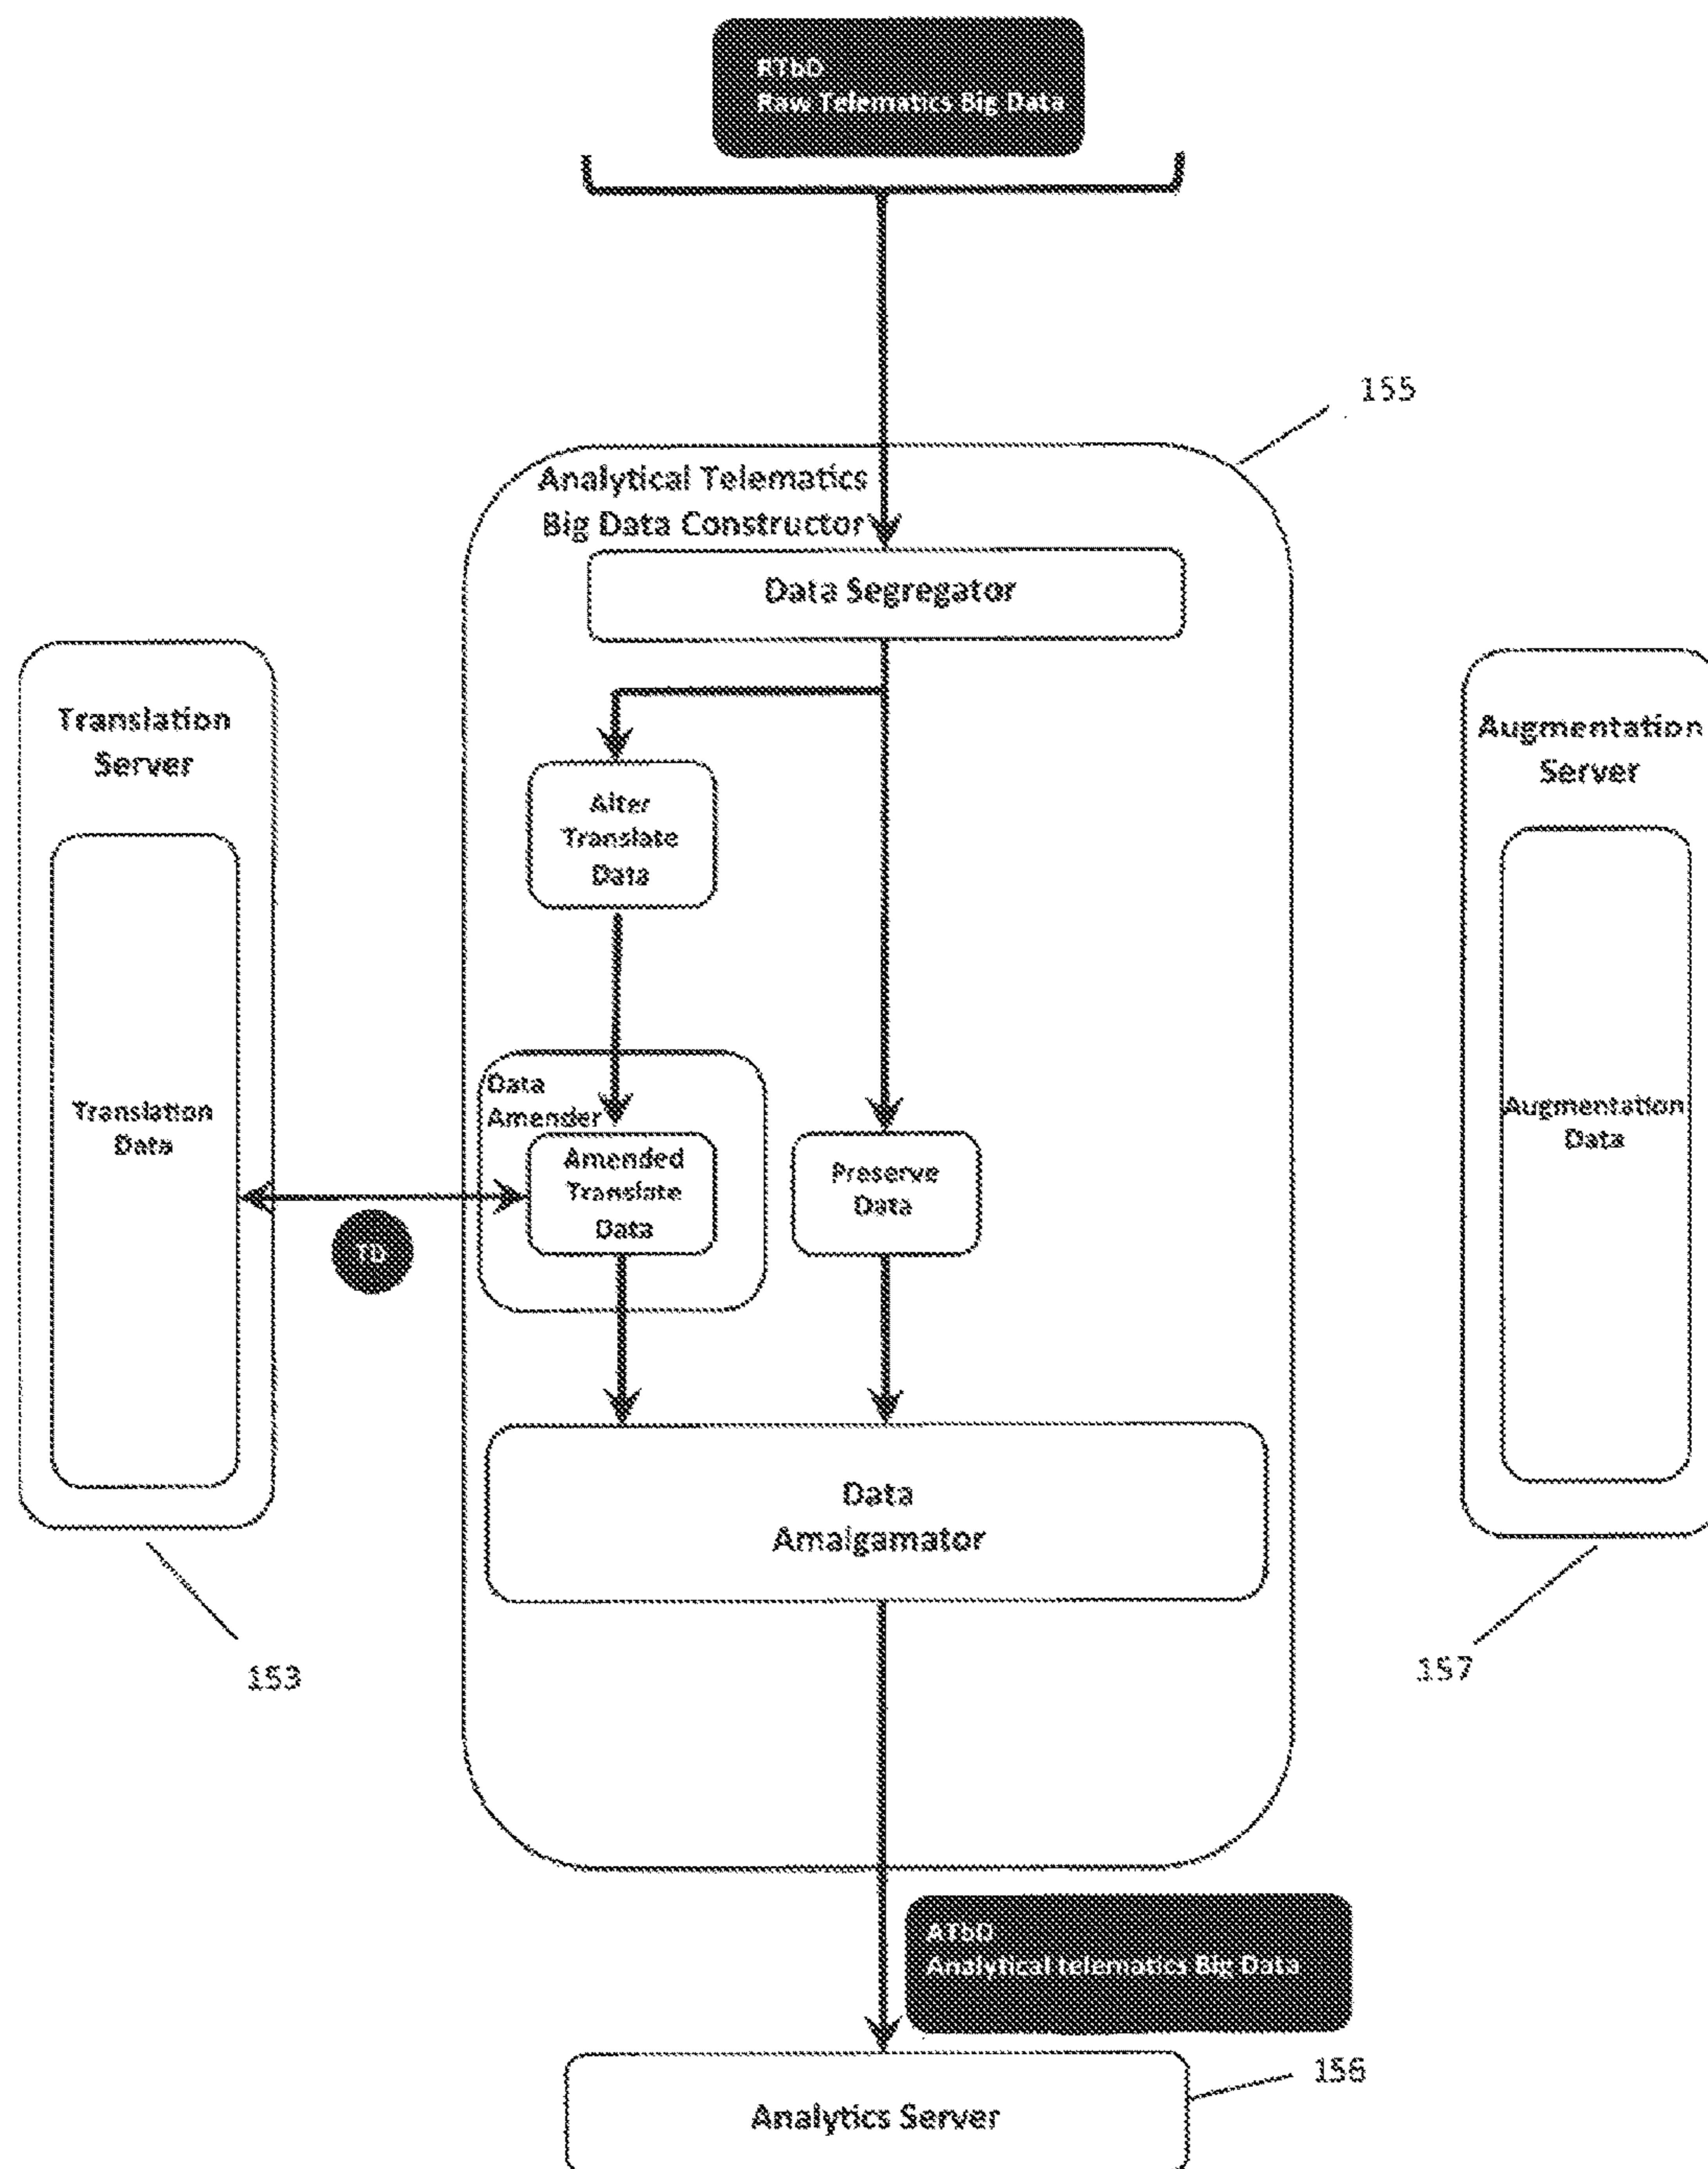 RTbD
Raw Telematics Big Data
155
Analytical Telematics
Big Data Constructor
Data Segregator
Translation
Server
Augmentation
Server
Alter
Translate
Data
Data
Amender
Translation
Data
Amended
Translate
Data
Preserve
Data
Augmentation
Data
TD
Data
Amalgamator
153
157
ATbD
Analytical telematics Big Data
156
Analytics Server